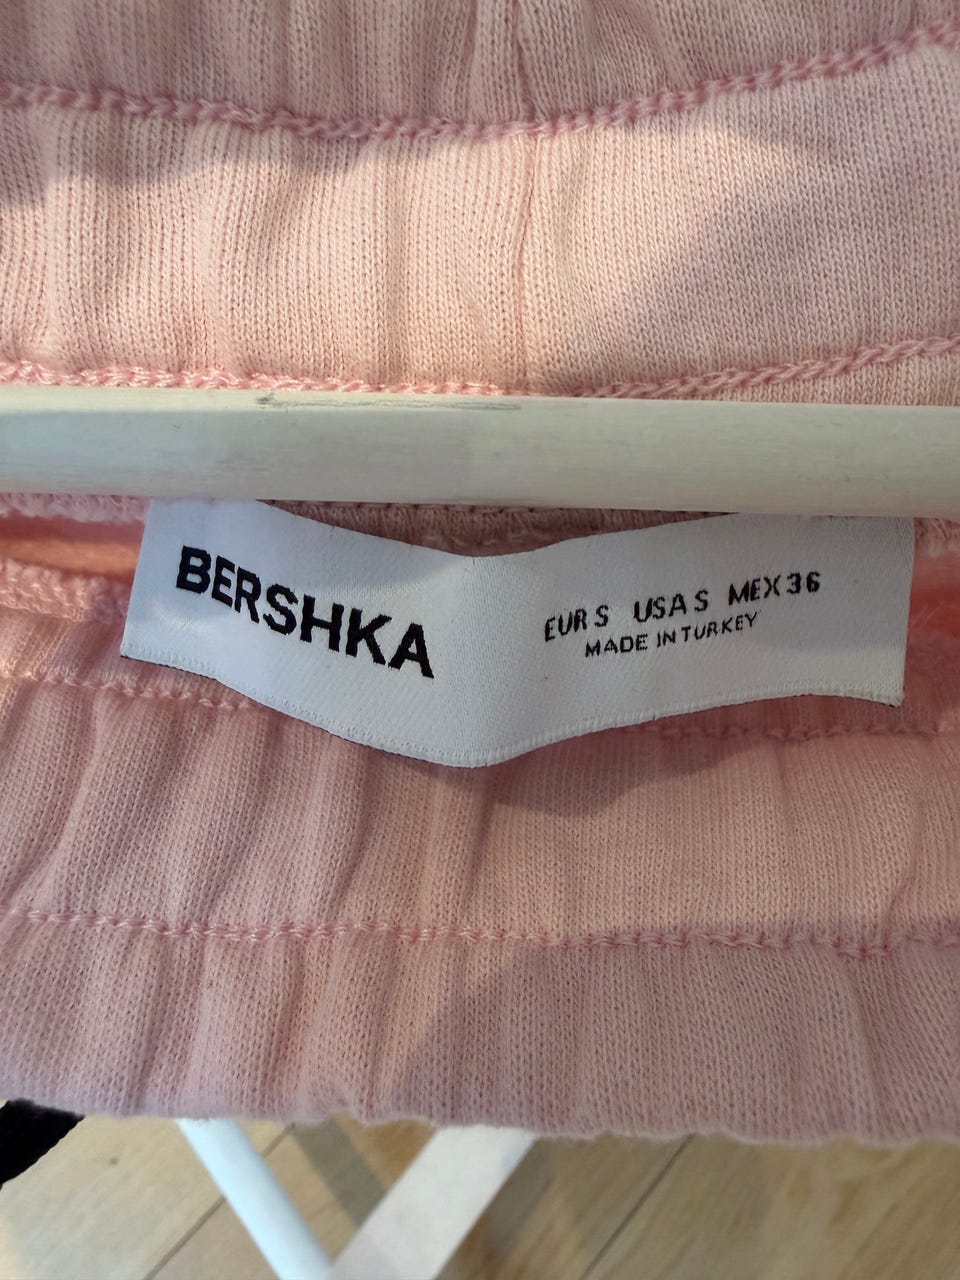 BERSHKA
EUR S USA S MEX 36
MADE IN TURKEY